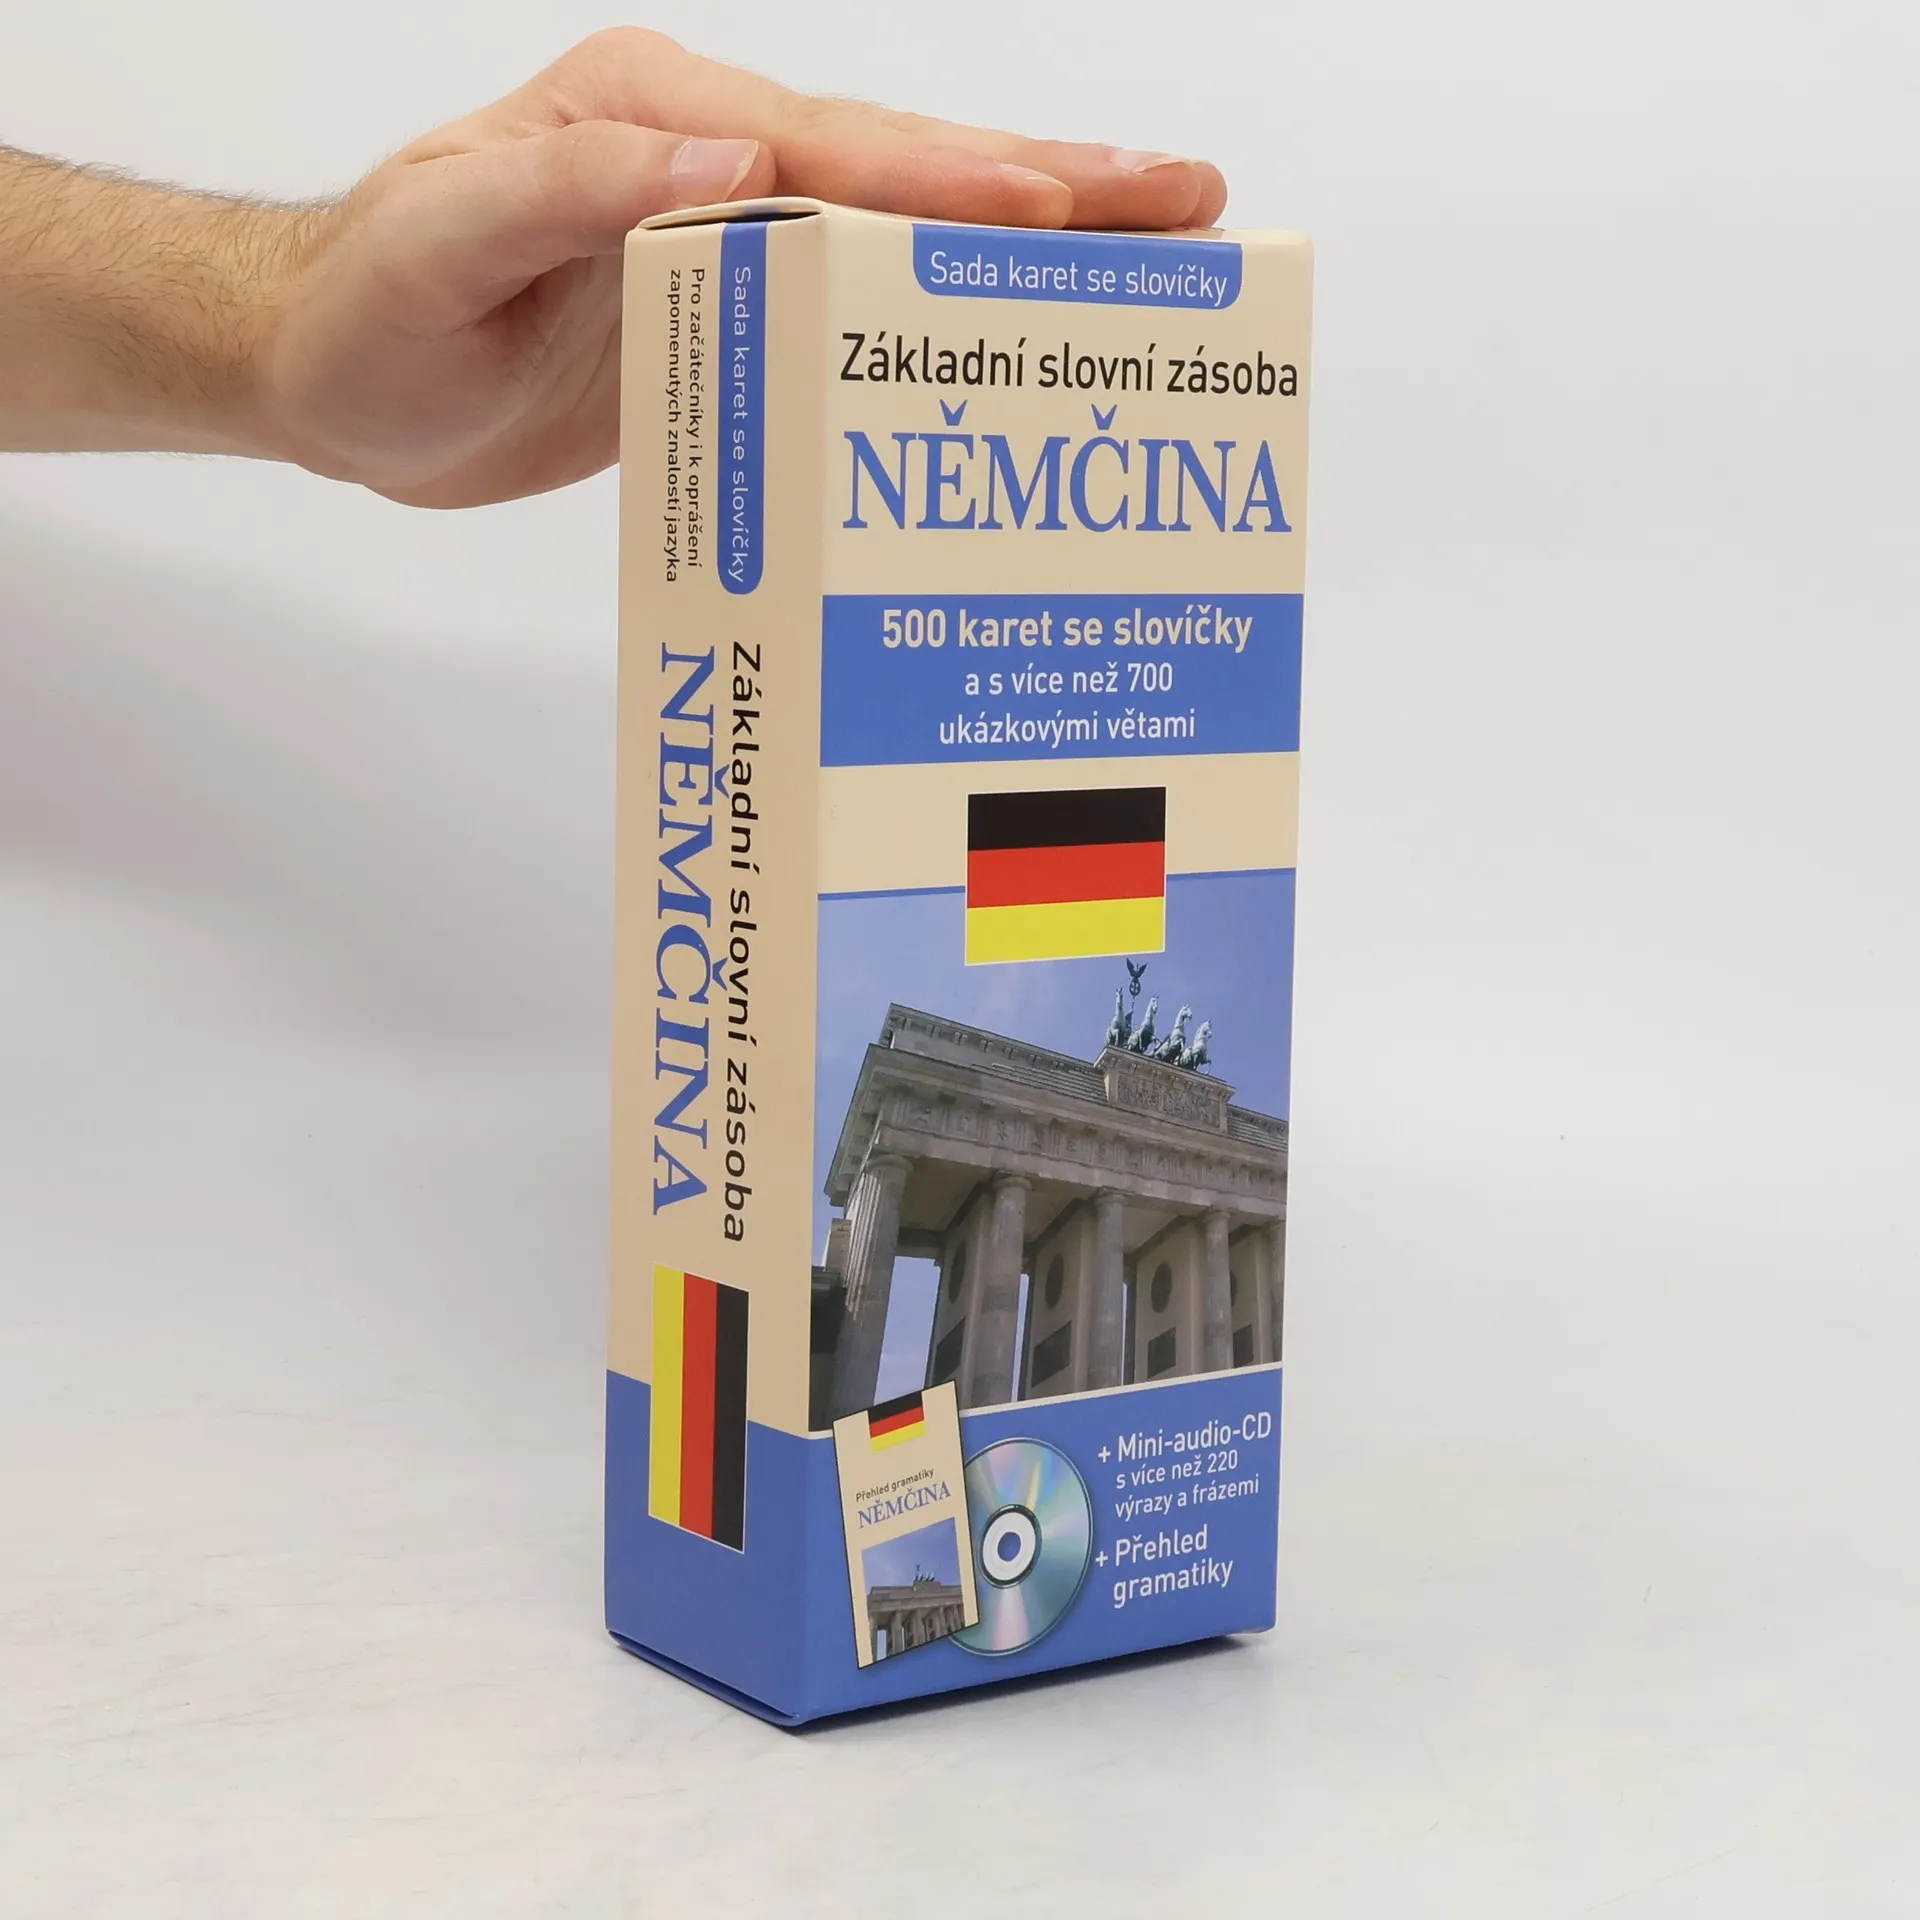 Sada karet se slovíčky
Základní slovní zásoba
NĚMČINA
500 karet se slovíčky
a s více než 700
ukázkovými větami
+ Mini-audio-CD
s více než 220
výrazy a frázemi
+ Přehled
gramatiky
Přehled gramatiky
NĚMČINA
Sada karet se slovíčky
Pro začátečníky i k oprášení
zapomenutých znalostí jazyka
Základní slovní zásoba
NĚMČINA